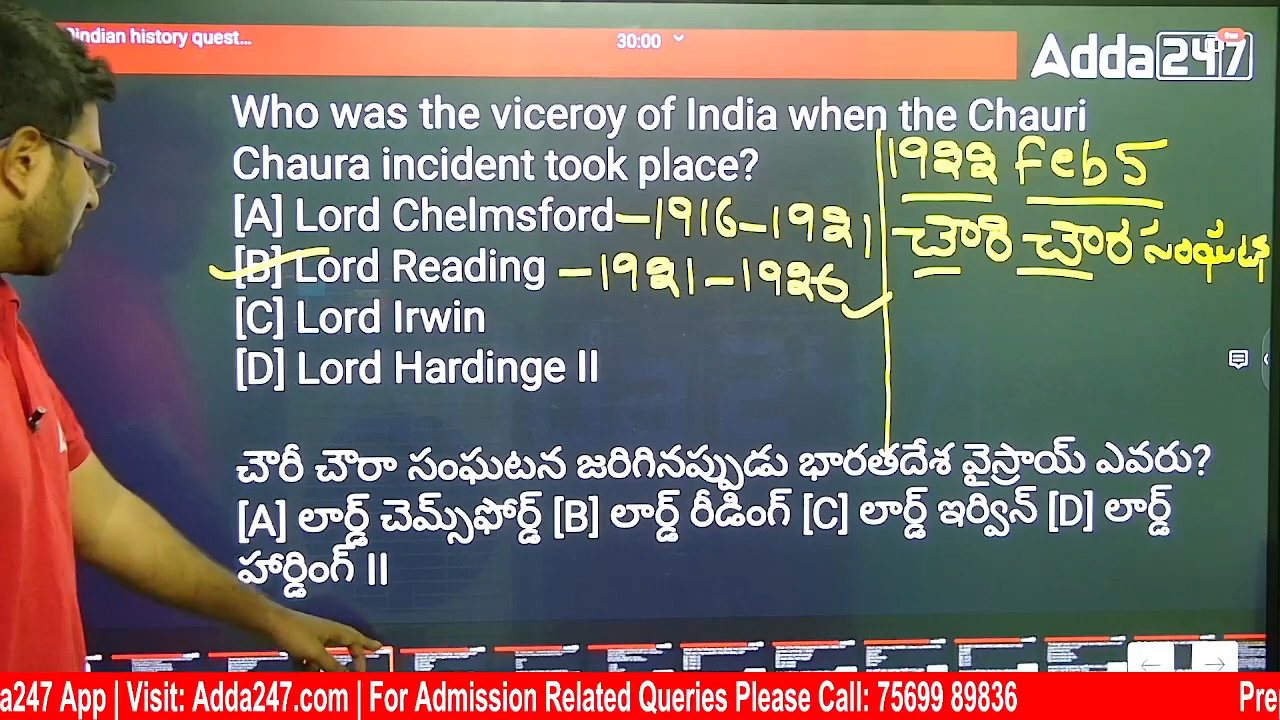 indian history quest...
30:00
Adda247
Who was the viceroy of India when the Chauri
Chaura incident took place?
1922 Feb 5
[A] Lord Chelmsford - 1916 - 1921
చౌరి చౌర సంఘటన
[B] Lord Reading - 1921 - 1926
[C] Lord Irwin
[D] Lord Hardinge II
చౌరీ చౌరా సంఘటన జరిగినప్పుడు భారతదేశ వైస్రాయ్ ఎవరు?
[A] లార్డ్ చెమ్స్‌ఫోర్డ్ [B] లార్డ్ రీడింగ్ [C] లార్డ్ ఇర్విన్ [D] లార్డ్
హార్డింగ్ II
a247 App | Visit: Adda247.com | For Admission Related Queries Please Call: 75699 89836
Pre